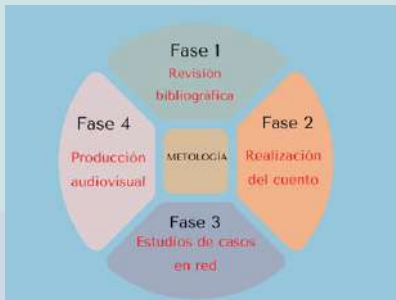 Fase 1
Revisión
bibliográfica
Fase 4
Producción
audiovisual
METOLOGÍA
Fase 2
Realización
del cuento
Fase 3
Estudios de casos
en red